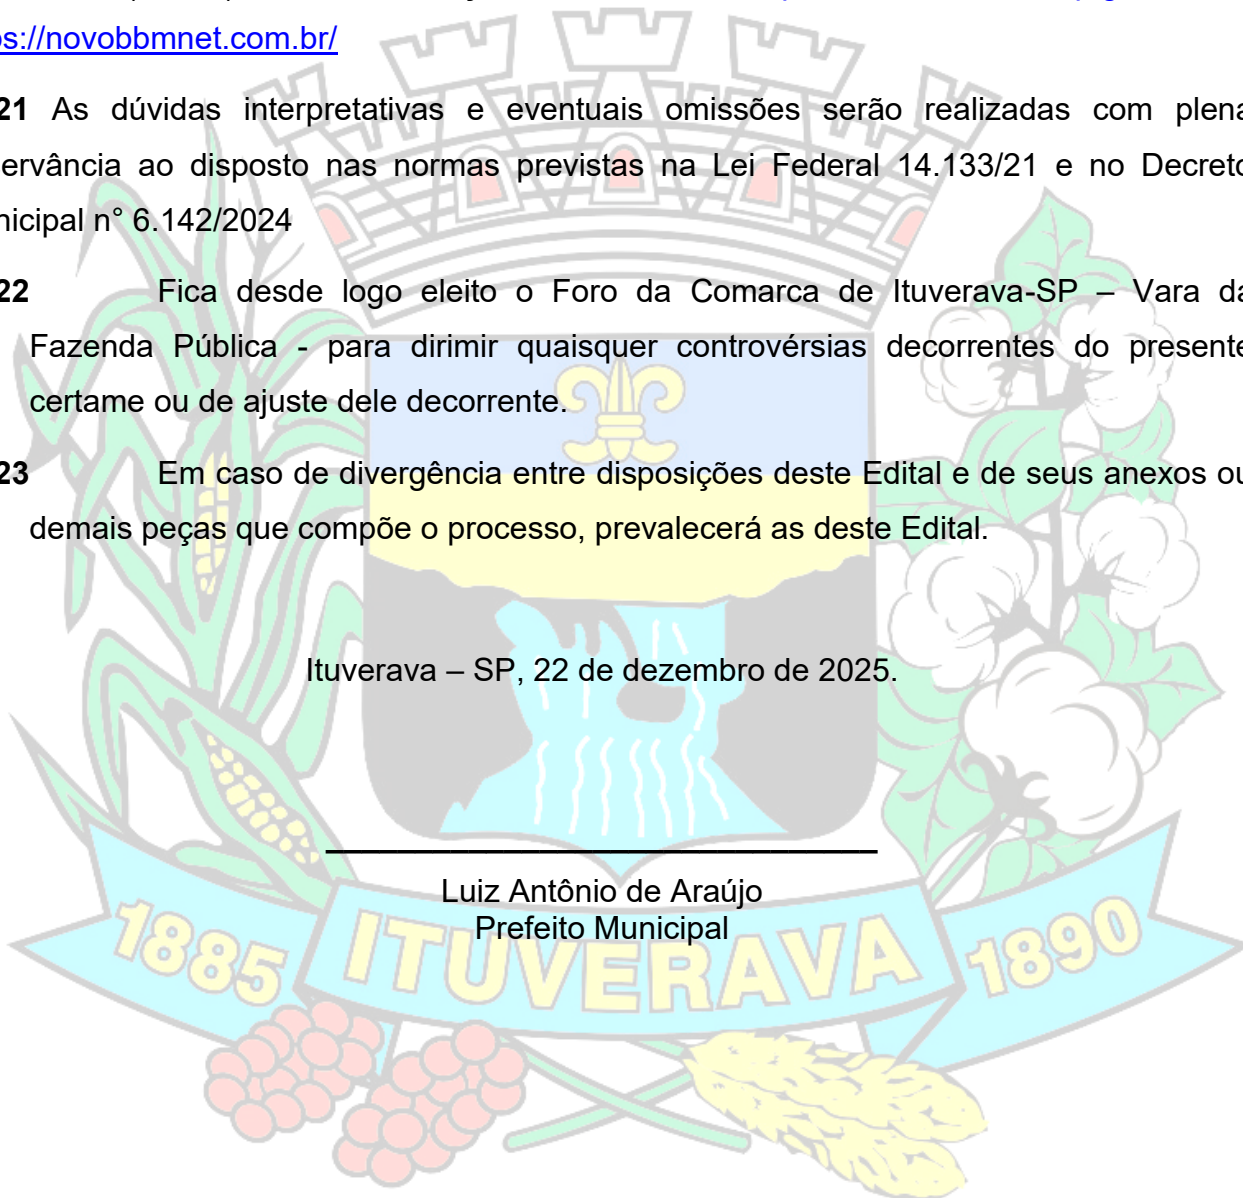 ps://novobbmnet.com.br/
21 As dúvidas interpretativas e eventuais omissões serão realizadas com plena
ervância ao disposto nas normas previstas na Lei Federal 14.133/21 e no Decreto
nicipal n° 6.142/2024
22 Fica desde logo eleito o Foro da Comarca de Ituverava-SP – Vara da
Fazenda Pública - para dirimir quaisquer controvérsias decorrentes do presente
certame ou de ajuste dele decorrente.
23 Em caso de divergência entre disposições deste Edital e de seus anexos ou
demais peças que compõe o processo, prevalecerá as deste Edital.
Ituverava – SP, 22 de dezembro de 2025.
Luiz Antônio de Araújo
Prefeito Municipal
1885 ITUVERAVA 1890